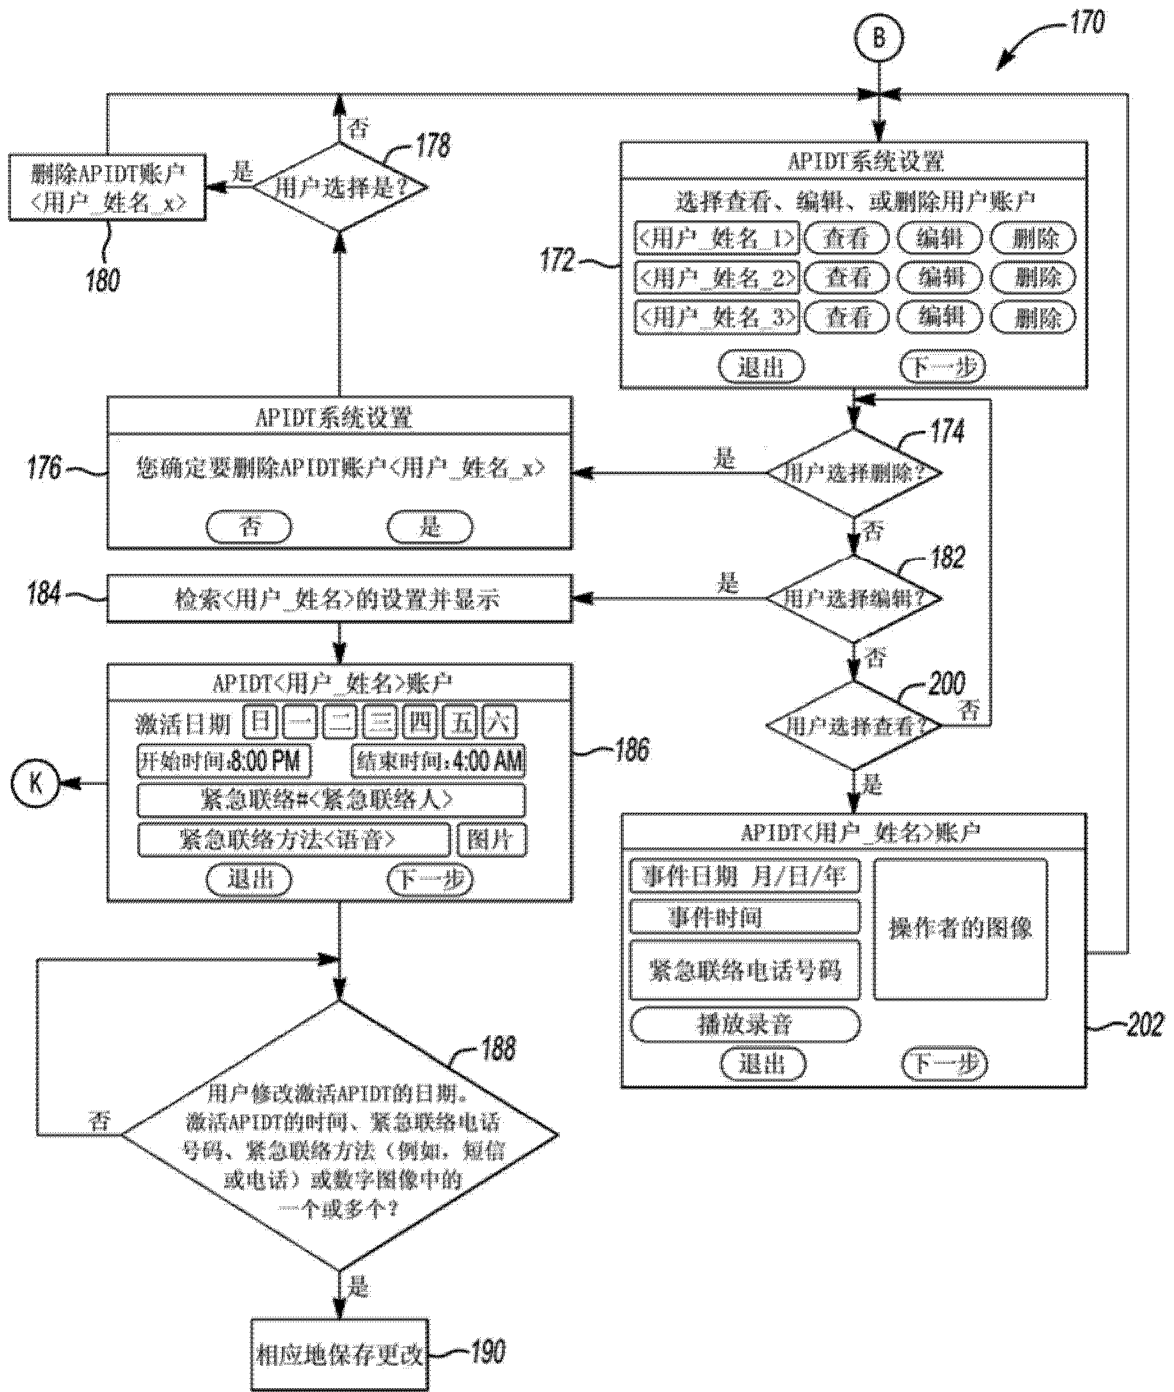 B
170
否
178
用户选择是?
是
删除APIDT账户
<用户_姓名_x>
180
APIDT系统设置
选择查看、编辑、或删除用户账户
<用户_姓名_1> 查看 编辑 删除
172
<用户_姓名_2> 查看 编辑 删除
<用户_姓名_3> 查看 编辑 删除
退出 下一步
APIDT系统设置
176
您确定要删除APIDT账户<用户_姓名_x>
否 是
174
是
用户选择删除?
否
182
是
用户选择编辑?
否
184
检索<用户_姓名>的设置并显示
200
用户选择查看?
否
是
APIDT<用户_姓名>账户
激活日期 日 一 二 三 四 五 六
186
开始时间:8:00 PM 结束时间:4:00 AM
K
紧急联络#<紧急联络人>
紧急联络方法<语音> 图片
退出 下一步
APIDT<用户_姓名>账户
事件日期 月/日/年
事件时间
操作者的图像
紧急联络电话号码
播放录音
202
退出 下一步
188
用户修改激活APIDT的日期。
激活APIDT的时间、紧急联络电话
号码、紧急联络方法(例如,短信
或电话)或数字图像中的
一个或多个?
否
是
相应地保存更改
190